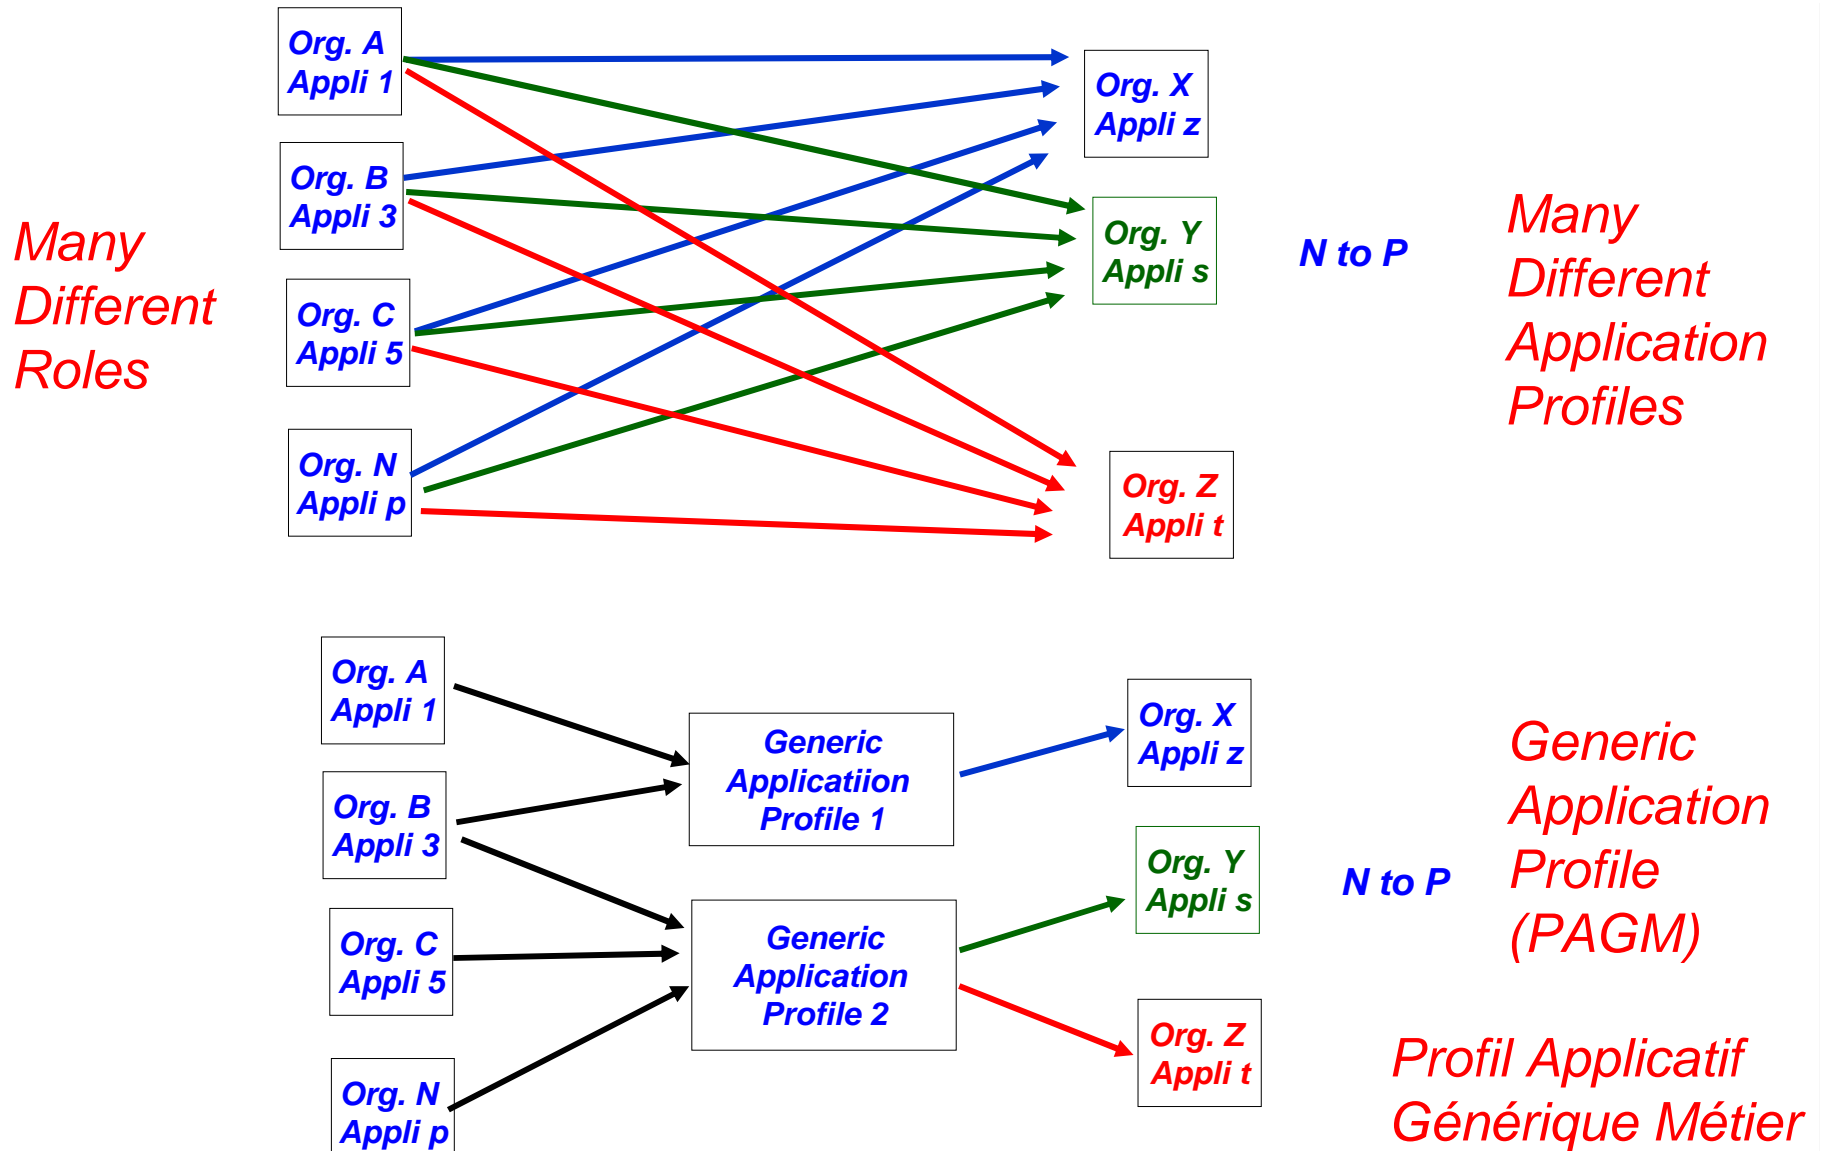 Many
Different
Roles
Org. A
Appli 1
Org. B
Appli 3
Org. C
Appli 5
Org. N
Appli p
Org. X
Appli z
Org. Y
Appli s
Org. Z
Appli t
N to P
Many
Different
Application
Profiles
Org. A
Appli 1
Org. B
Appli 3
Org. C
Appli 5
Org. N
Appli p
Generic
Applicatiion
Profile 1
Generic
Application
Profile 2
Org. X
Appli z
Org. Y
Appli s
Org. Z
Appli t
N to P
Generic
Application
Profile
(PAGM)
Profil Applicatif
Générique Métier